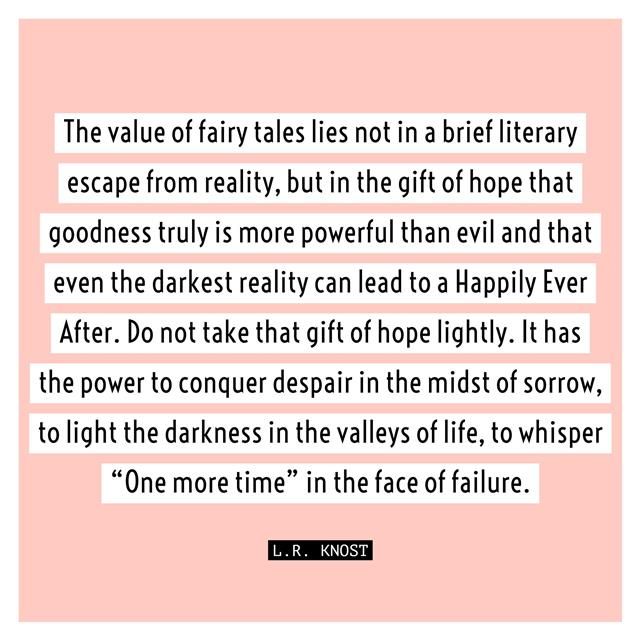 The value of fairy tales lies not in a brief literary
escape from reality, but in the gift of hope that
goodness truly is more powerful than evil and that
even the darkest reality can lead to a Happily Ever
After. Do not take that gift of hope lightly. It has
the power to conquer despair in the midst of sorrow,
to light the darkness in the valleys of life, to whisper
“One more time” in the face of failure.
L.R. KNOST